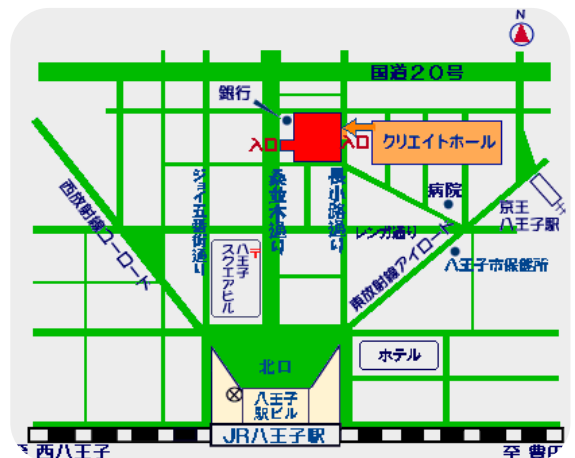 N
国道20号
銀行
入口
入口
クリエイトホール
ジョイ五番街通り
桑並木通り
長小路通り
病院
京王
八王子駅
西放射線ユーロード
レンガ通り
八王子
スクエアビル
〒
東放射線アイロード
八王子市保健所
北口
ホテル
八王子
駅ビル
JR八王子駅
至 西八王子
至 豊田